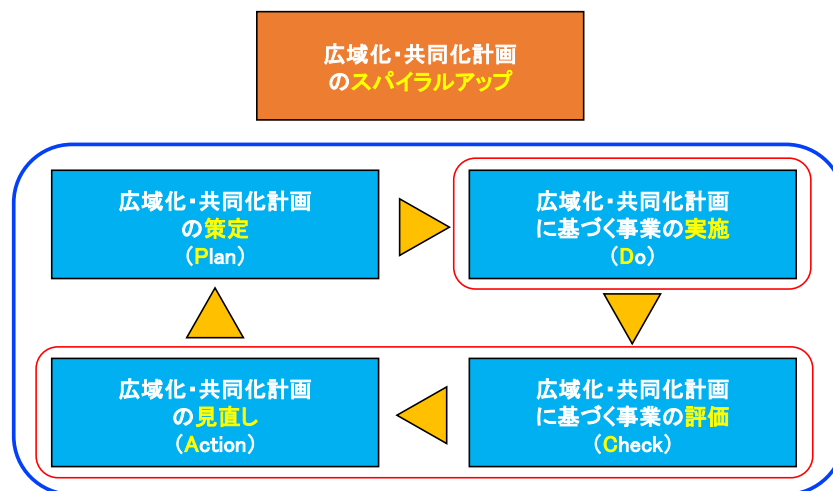 広域化・共同化計画
のスパイラルアップ
広域化・共同化計画
の策定
(Plan)
広域化・共同化計画
に基づく事業の実施
(Do)
広域化・共同化計画
の見直し
(Action)
広域化・共同化計画
に基づく事業の評価
(Check)